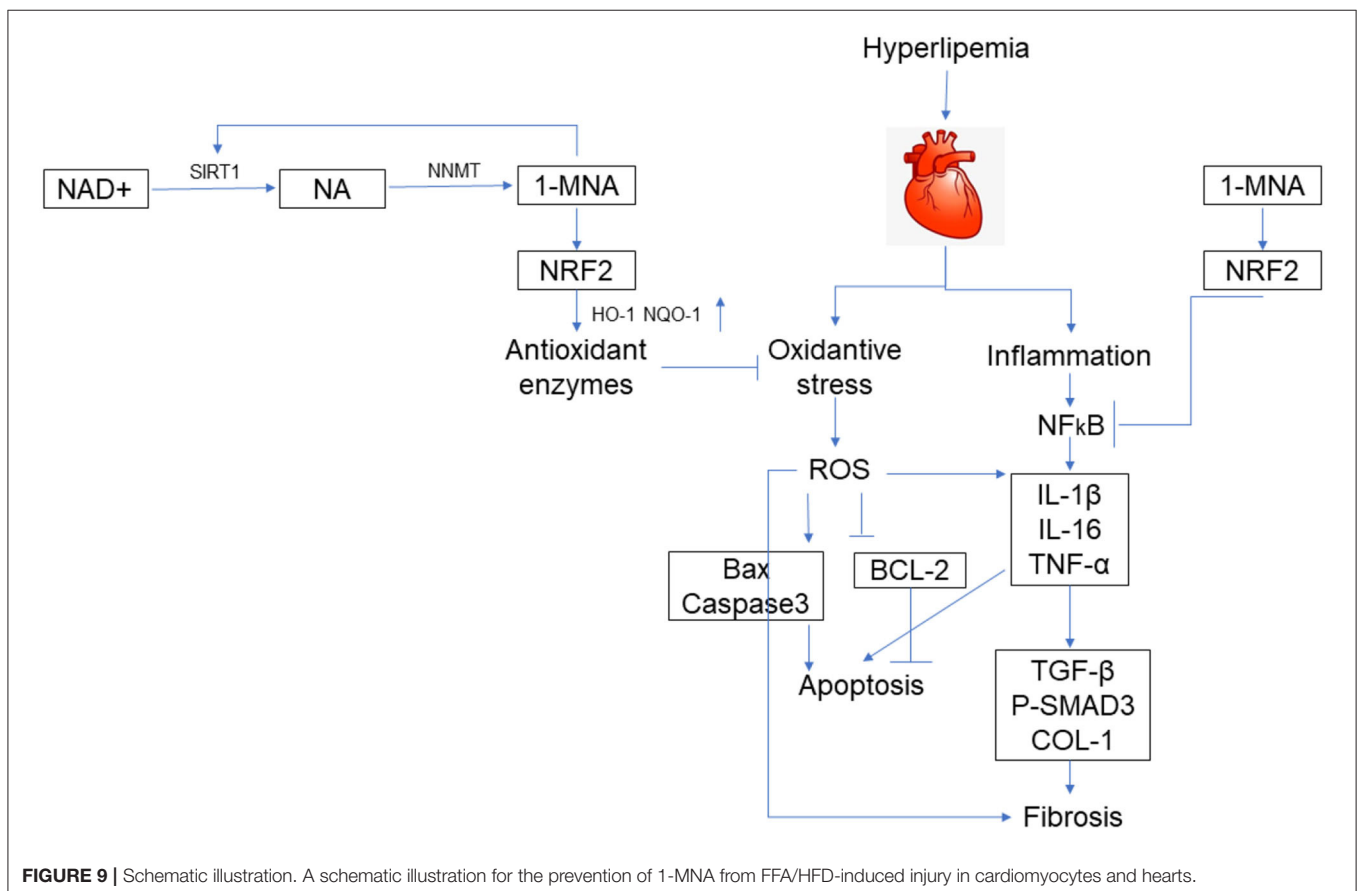 Hyperlipemia
SIRT1
NNMT
NAD+
NA
1-MNA
1-MNA
NRF2
NRF2
HO-1 NQO-1
Antioxidant
enzymes
Oxidantive
stress
Inflammation
NFkB
ROS
IL-1β
IL-16
TNF-α
Bax
Caspase3
BCL-2
Apoptosis
TGF-β
P-SMAD3
COL-1
Fibrosis
FIGURE 9 | Schematic illustration. A schematic illustration for the prevention of 1-MNA from FFA/HFD-induced injury in cardiomyocytes and hearts.